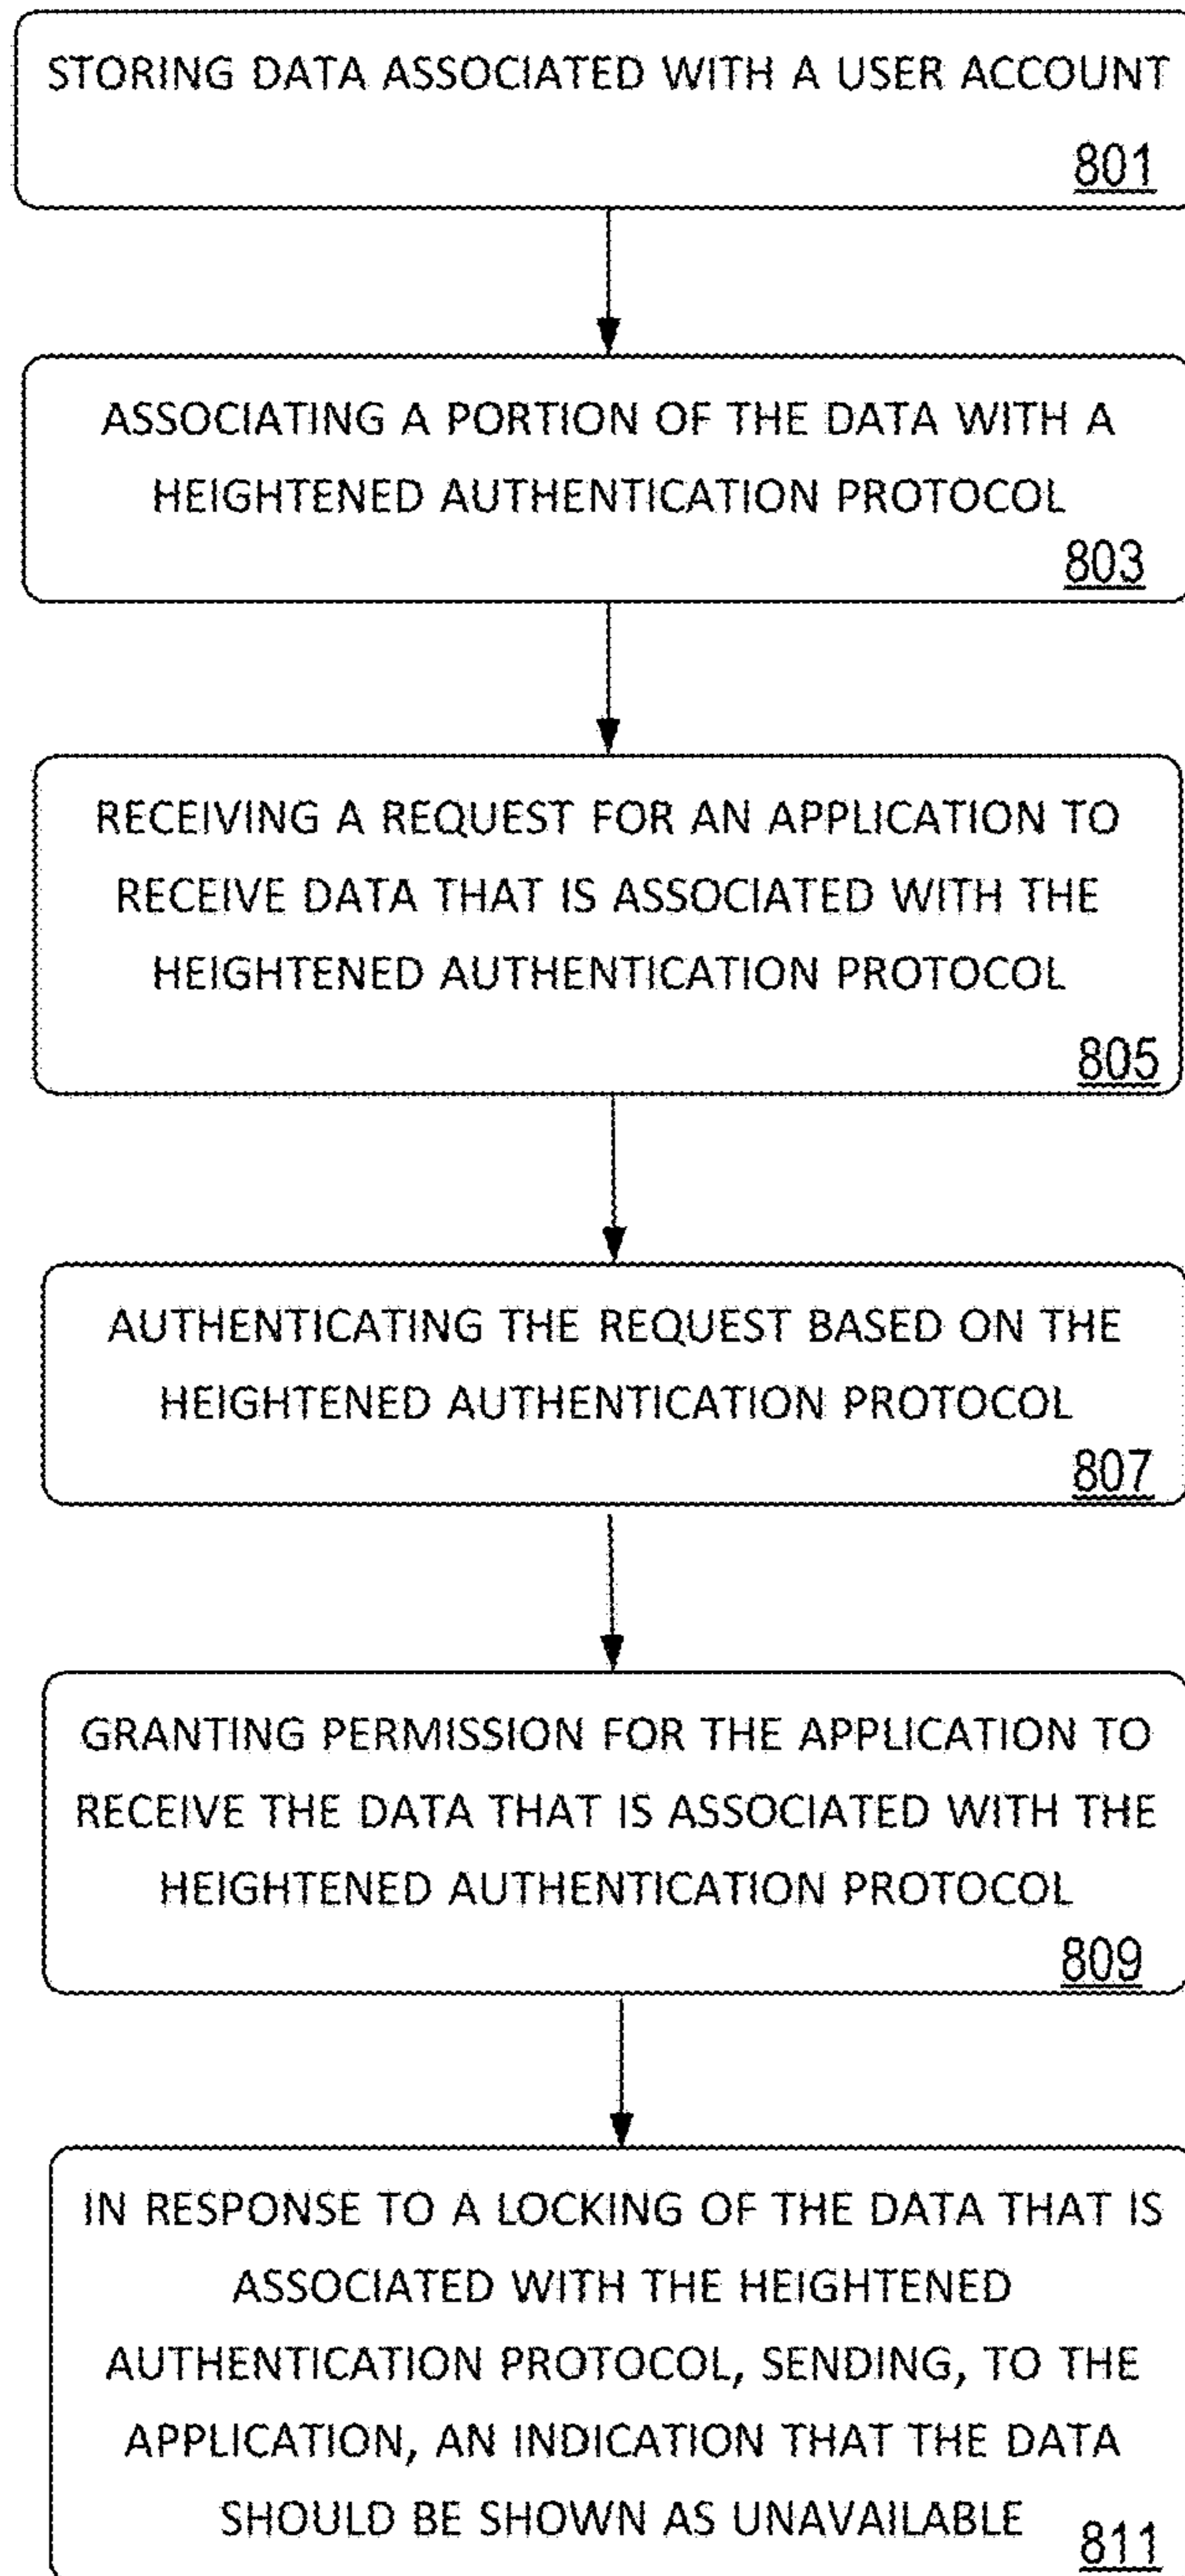 STORING DATA ASSOCIATED WITH A USER ACCOUNT
801
ASSOCIATING A PORTION OF THE DATA WITH A
HEIGHTENED AUTHENTICATION PROTOCOL
803
RECEIVING A REQUEST FOR AN APPLICATION TO
RECEIVE DATA THAT IS ASSOCIATED WITH THE
HEIGHTENED AUTHENTICATION PROTOCOL
805
AUTHENTICATING THE REQUEST BASED ON THE
HEIGHTENED AUTHENTICATION PROTOCOL
807
GRANTING PERMISSION FOR THE APPLICATION TO
RECEIVE THE DATA THAT IS ASSOCIATED WITH THE
HEIGHTENED AUTHENTICATION PROTOCOL
809
IN RESPONSE TO A LOCKING OF THE DATA THAT IS
ASSOCIATED WITH THE HEIGHTENED
AUTHENTICATION PROTOCOL, SENDING, TO THE
APPLICATION, AN INDICATION THAT THE DATA
SHOULD BE SHOWN AS UNAVAILABLE
811